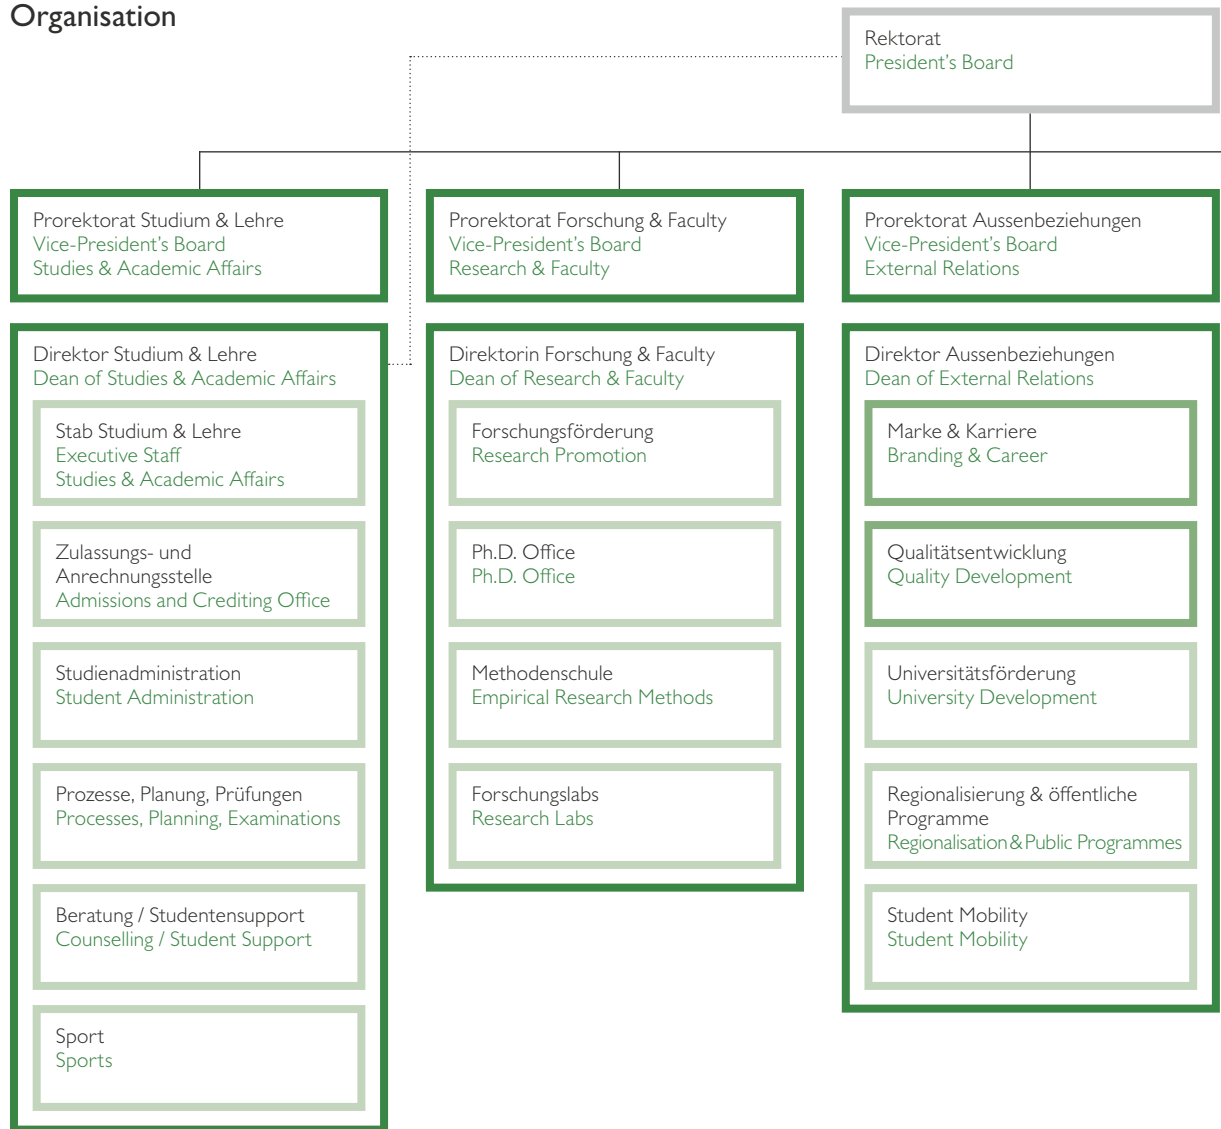 Organisation
Rektorat
President’s Board
Prorektorat Studium & Lehre
Vice-President’s Board
Studies & Academic Affairs
Prorektorat Forschung & Faculty
Vice-President’s Board
Research & Faculty
Prorektorat Aussenbeziehungen
Vice-President’s Board
External Relations
Direktor Studium & Lehre
Dean of Studies & Academic Affairs
Stab Studium & Lehre
Executive Staff
Studies & Academic Affairs
Zulassungs- und
Anrechnungsstelle
Admissions and Crediting Office
Studienadministration
Student Administration
Prozesse, Planung, Prüfungen
Processes, Planning, Examinations
Beratung / Studentensupport
Counselling / Student Support
Sport
Sports
Direktorin Forschung & Faculty
Dean of Research & Faculty
Forschungsförderung
Research Promotion
Ph.D. Office
Ph.D. Office
Methodenschule
Empirical Research Methods
Forschungslabs
Research Labs
Direktor Aussenbeziehungen
Dean of External Relations
Marke & Karriere
Branding & Career
Qualitätsentwicklung
Quality Development
Universitätsförderung
University Development
Regionalisierung & öffentliche
Programme
Regionalisation & Public Programmes
Student Mobility
Student Mobility